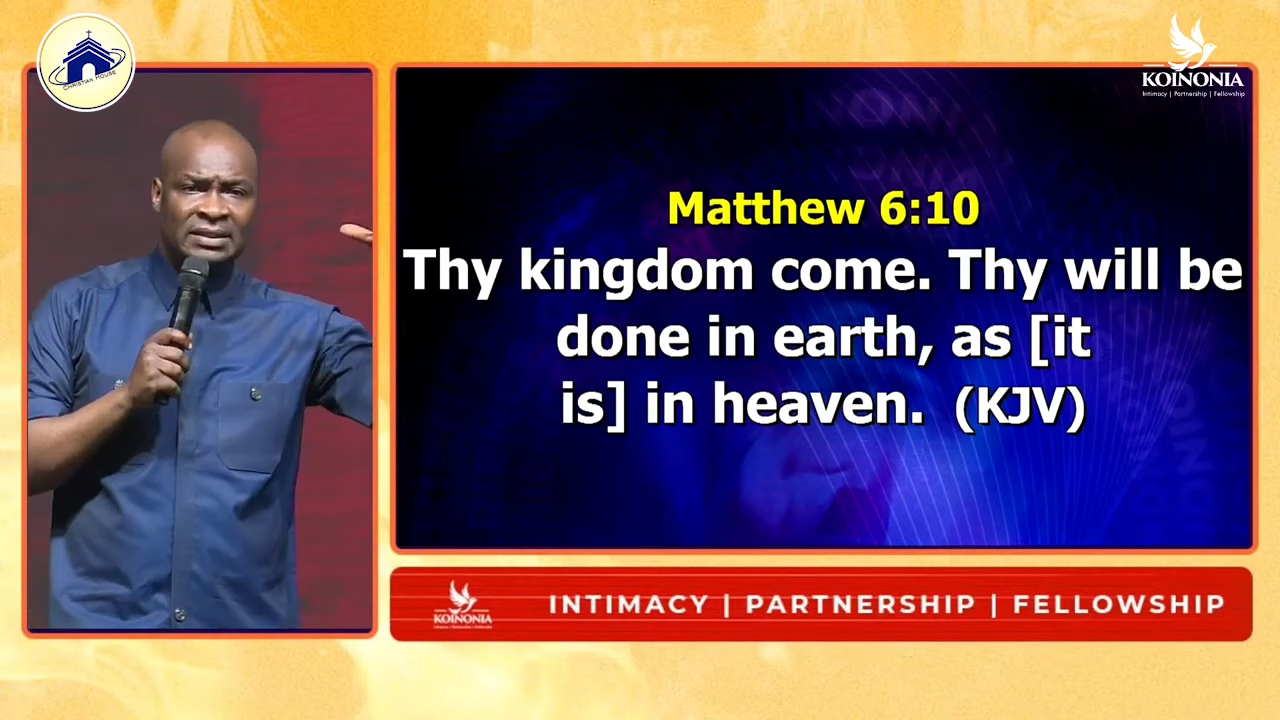 CHRISTIAN HOUSE
KOINONIA
Intimacy | Partnership | Fellowship
Matthew 6:10
Thy kingdom come. Thy will be
done in earth, as [it
is] in heaven. (KJV)
KOINONIA
INTIMACY | PARTNERSHIP | FELLOWSHIP